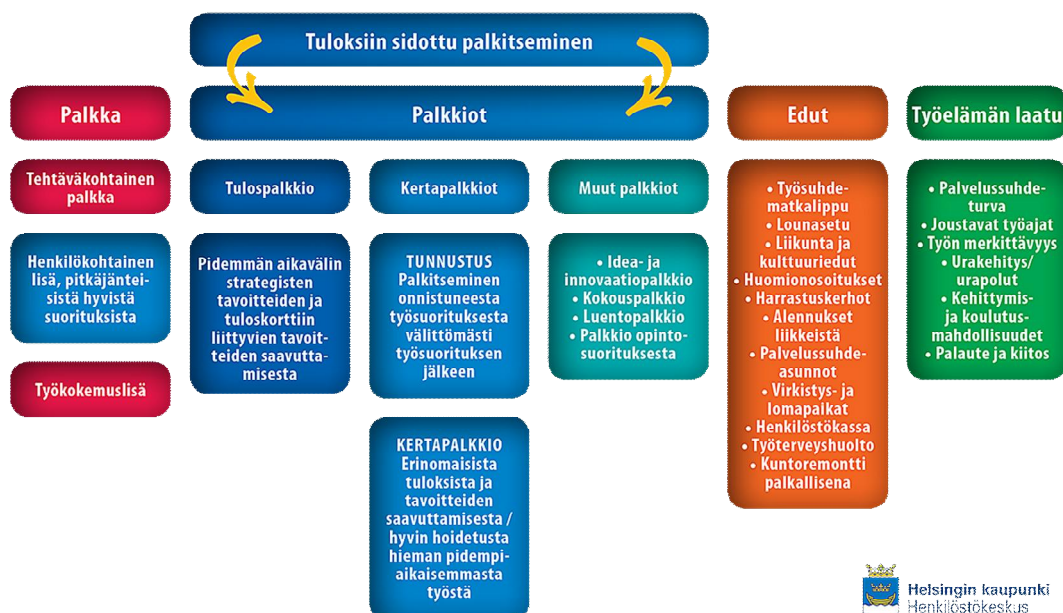 Tuloksiin sidottu palkitseminen
Palkka
Palkkiot
Edut
Työelämän laatu
Tehtäväkohtainen
palkka
Henkilökohtainen
lisä, pitkäjäntei-
sistä hyvistä
suorituksista
Työkokemuslisä
Tulospalkkio
Pidemmän aikavälin
strategisten
tavoitteiden ja
tuloskorttiin
liittyvien tavoit-
teiden saavutta-
misesta
Kertapalkkiot
TUNNUSTUS
Palkitseminen
onnistuneesta
työsuorituksesta
välittömästi
työsuorituksen
jälkeen
KERTAPALKKIO
Erinomaisista
tuloksista ja
tavoitteiden
saavuttamisesta /
hyvin hoidetusta
hieman pidempi-
aikaisemmasta
työstä
Muut palkkiot
• Idea- ja
innovaatiopalkkio
• Kokouspalkkio
• Luentopalkkio
• Palkkio opinto-
suorituksesta
• Työsuhde-
matkalippu
• Lounasetu
• Liikunta ja
kulttuuriedut
• Huomionosoitukset
• Harrastuskerhot
• Alennukset
liikkeistä
• Palvelussuhde-
asunnot
• Virkistys- ja
lomapaikat
• Henkilöstökassa
• Työterveyshuolto
• Kuntoremontti
palkallisena
• Palvelussuhde-
turva
• Joustavat työajat
• Työn merkittävyys
• Urakehitys/
urapolut
• Kehittymis-
ja koulutus-
mahdollisuudet
• Palaute ja kiitos
Helsingin kaupunki
Henkilöstökeskus